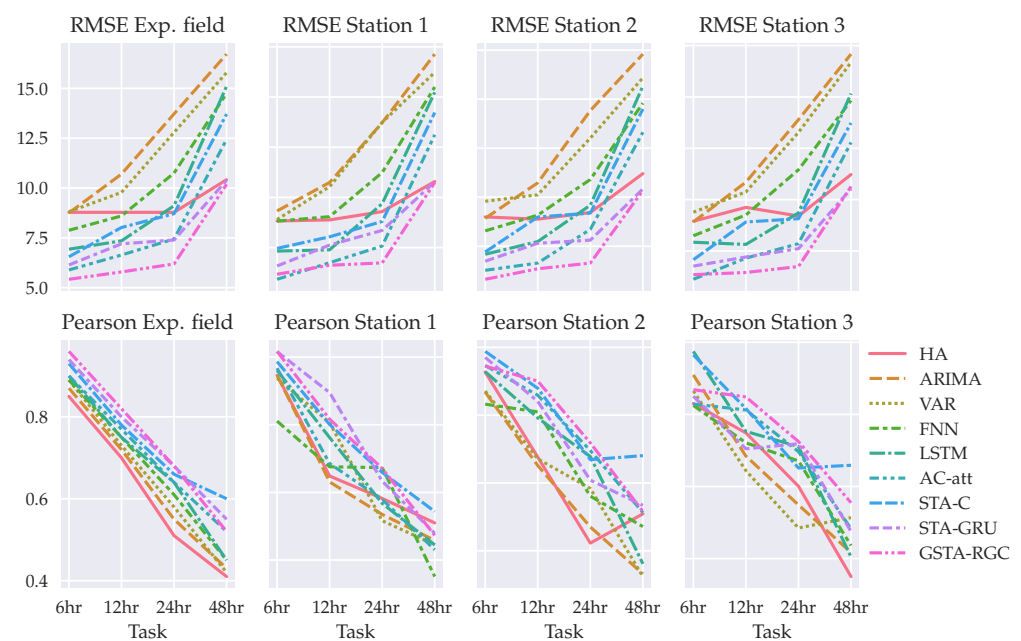 RMSE Exp. field RMSE Station 1 RMSE Station 2 RMSE Station 3
15.0
12.5
10.0
7.5
5.0
Pearson Exp. field Pearson Station 1 Pearson Station 2 Pearson Station 3
0.8
0.6
0.4
6hr 12hr 24hr 48hr 6hr 12hr 24hr 48hr 6hr 12hr 24hr 48hr 6hr 12hr 24hr 48hr
Task Task Task Task
HA
ARIMA
VAR
FNN
LSTM
AC-att
STA-C
STA-GRU
GSTA-RGC